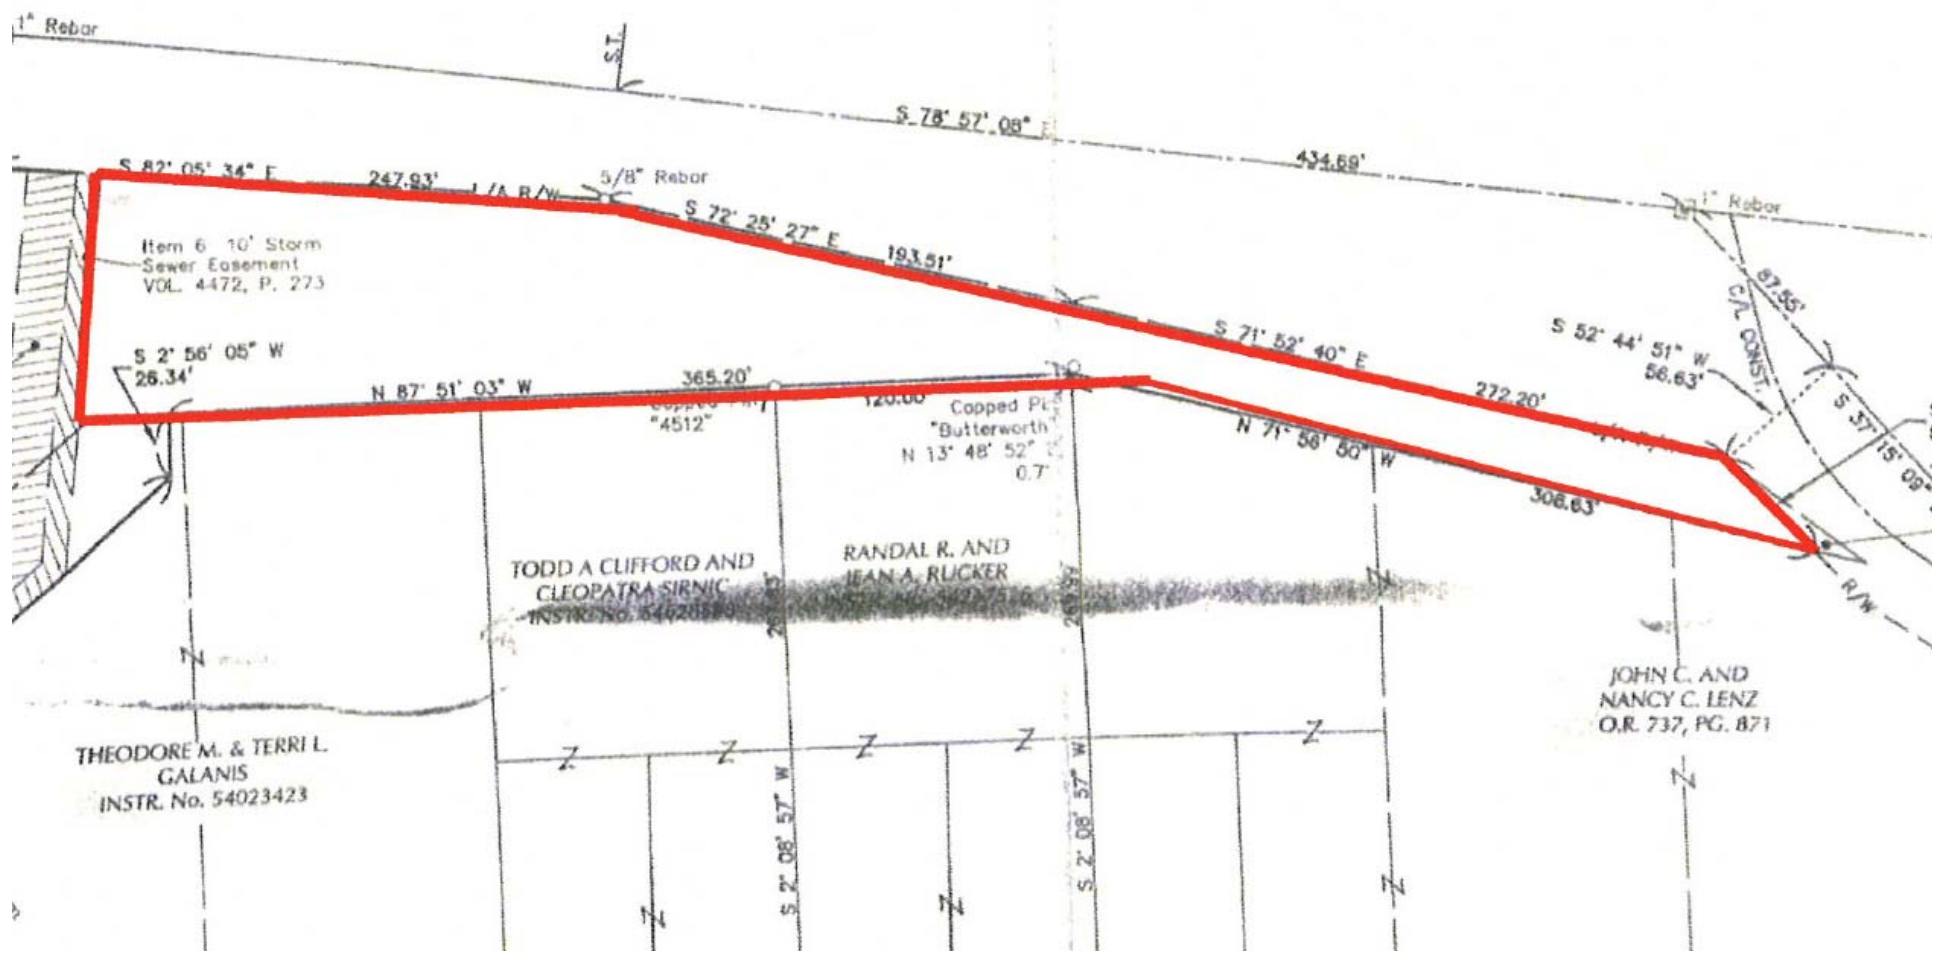 1" Rebar
S.T.
S 78° 57' 08" E
434.69'
1" Rebar
S 82° 05' 34" E
247.93'
L/A R/W
5/8" Rebar
S 72° 25' 27" E
193.51'
Item 6 10' Storm
Sewer Easement
VOL. 4472, P. 273
S 71° 52' 40" E
272.20'
S 52° 44' 51" W
56.63'
C/L CONST.
87.55'
S 37° 15' 09"
S 2° 56' 05" W
26.34'
N 87° 51' 03" W
365.20'
Capped
"4512"
120.00'
Capped
"Butterworth"
N 13° 48' 52"
0.7'
N 71° 56' 50" W
308.63'
R/W
TODD A CLIFFORD AND
CLEOPATRA SIRNIC
INSTR. No.
RANDAL R. AND
JEAN A. RUCKER
THEODORE M. & TERRI L.
GALANIS
INSTR. No. 54023423
JOHN C. AND
NANCY C. LENZ
O.R. 737, PG. 871
Z
Z
Z
Z
Z
Z
Z
Z
Z
Z
Z
S 2° 08' 57" W
S 2° 08' 57" W